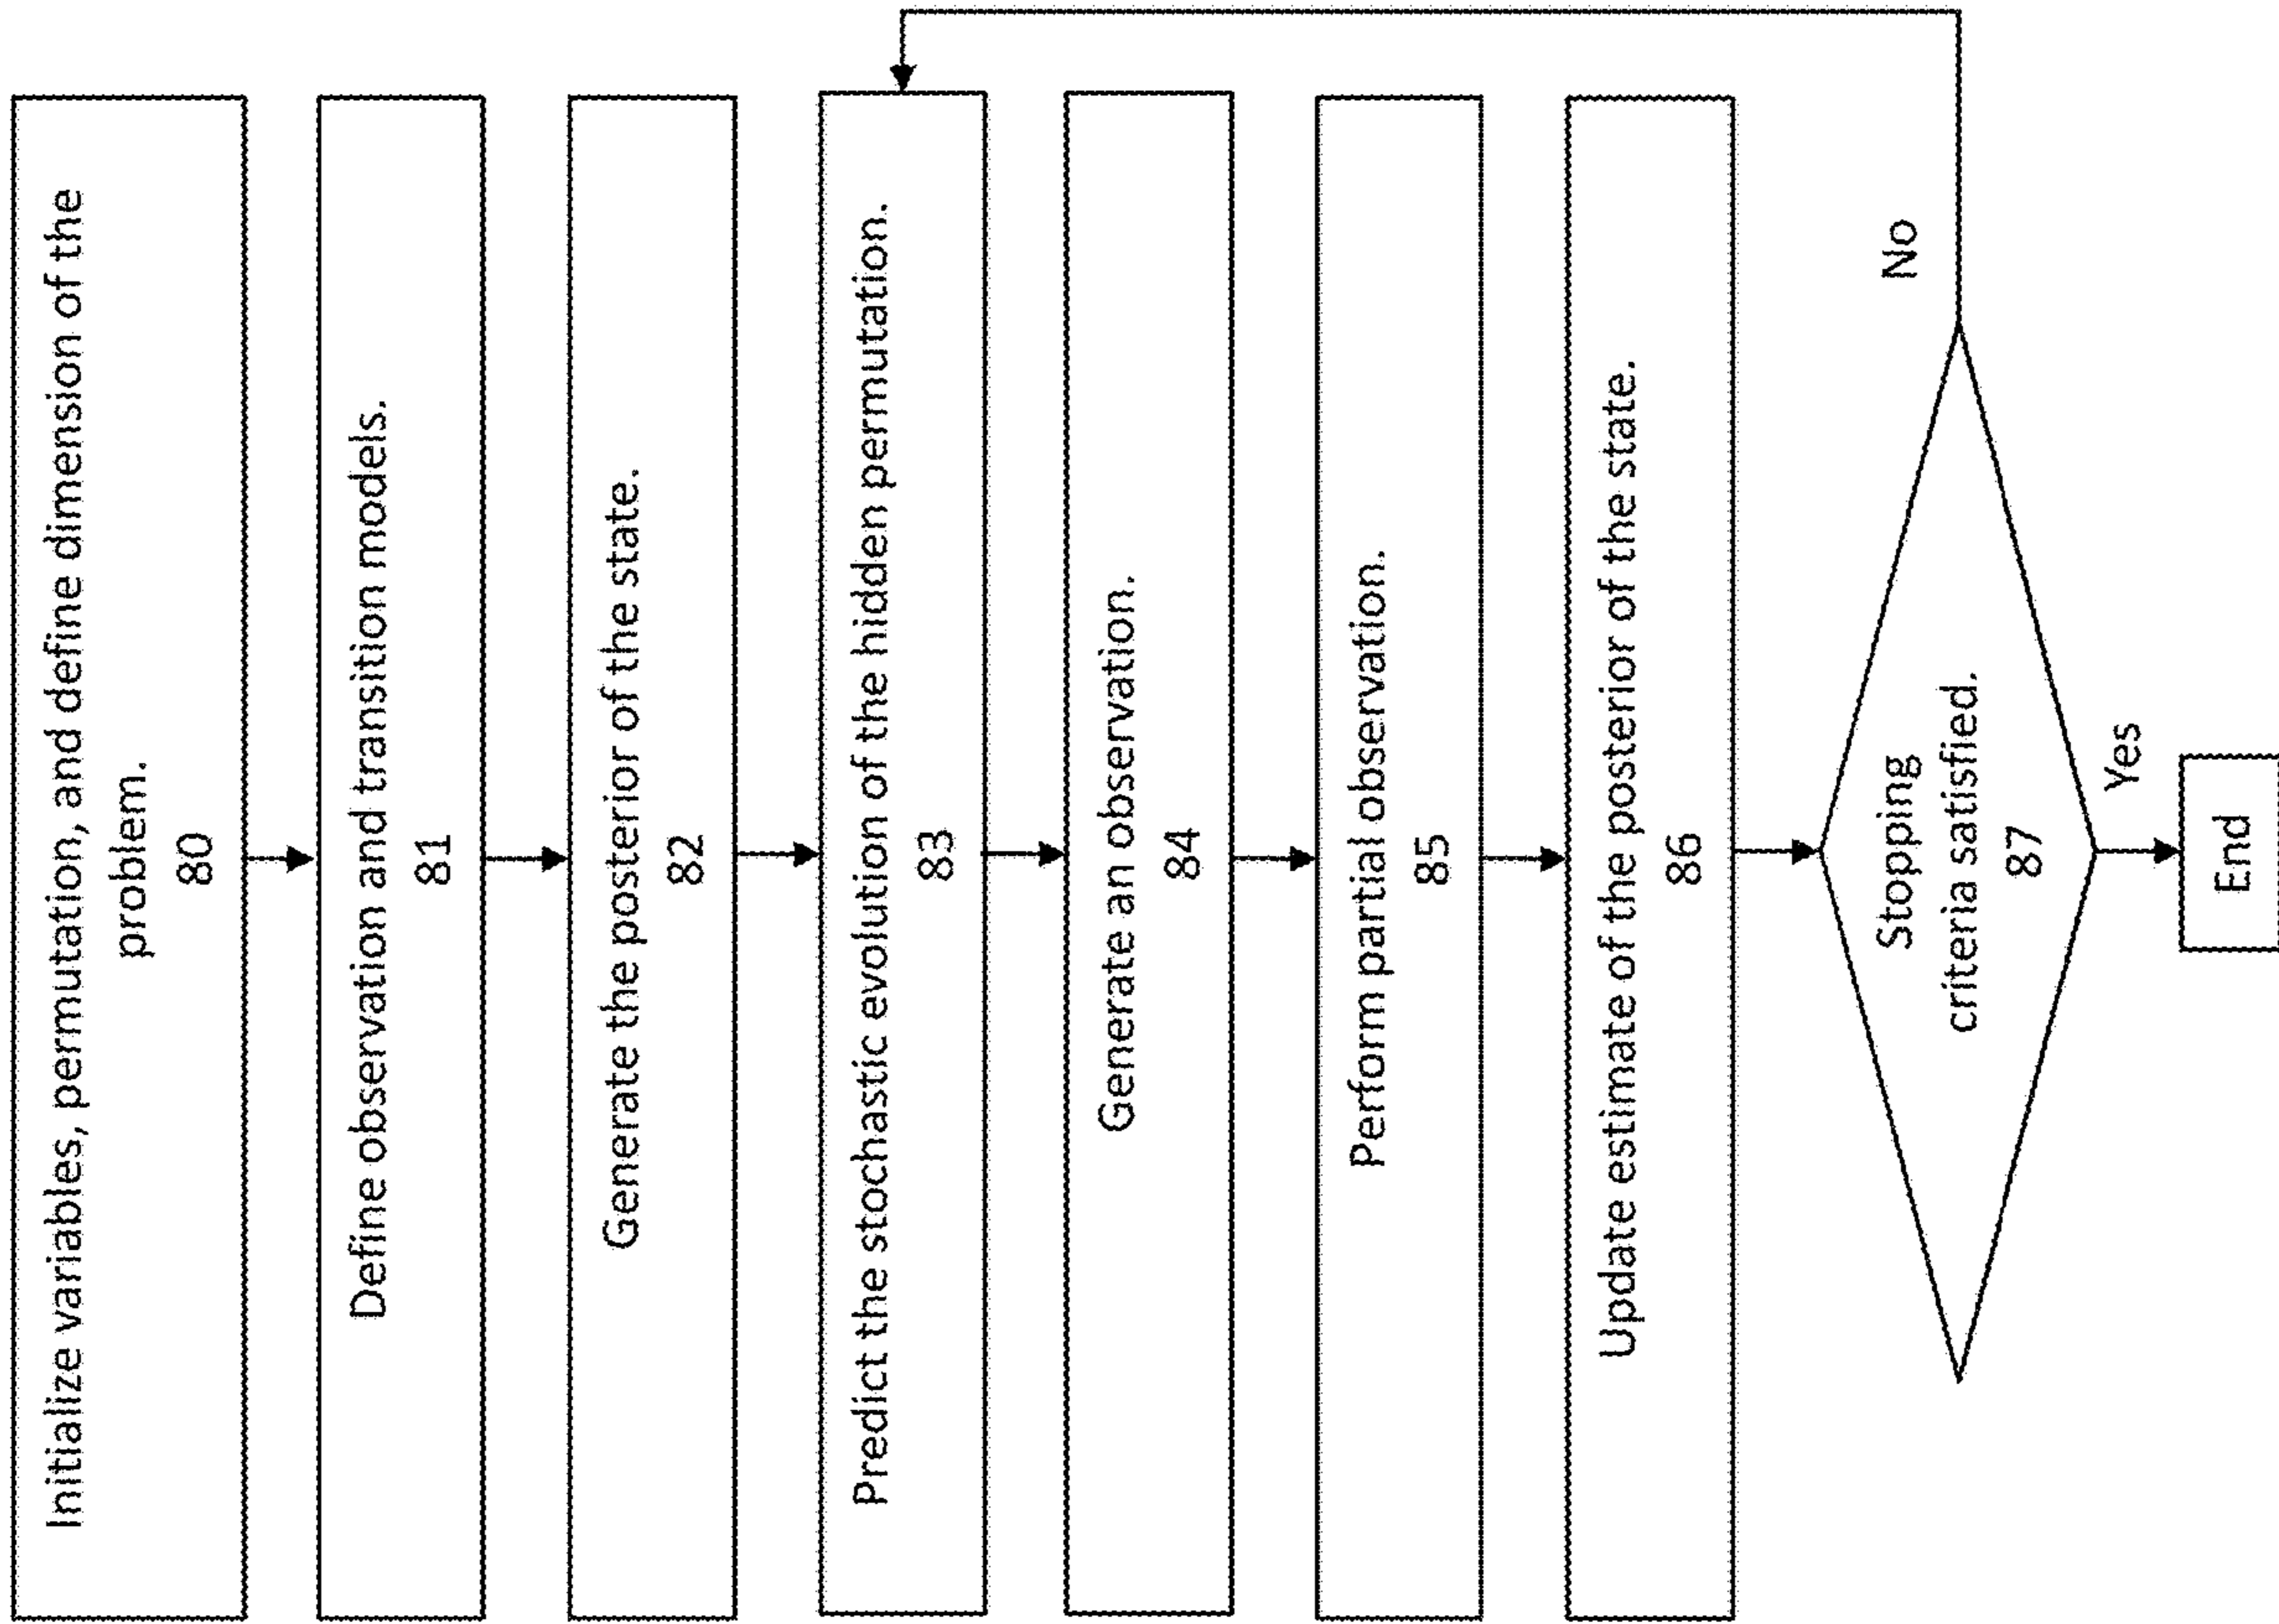 Initialize variables, permutation, and define dimension of the
problem.
80
Define observation and transition models.
81
Generate the posterior of the state.
82
Predict the stochastic evolution of the hidden permutation.
83
Generate an observation.
84
Perform partial observation.
85
Update estimate of the posterior of the state.
86
Stopping
criteria satisfied.
87
No
Yes
End